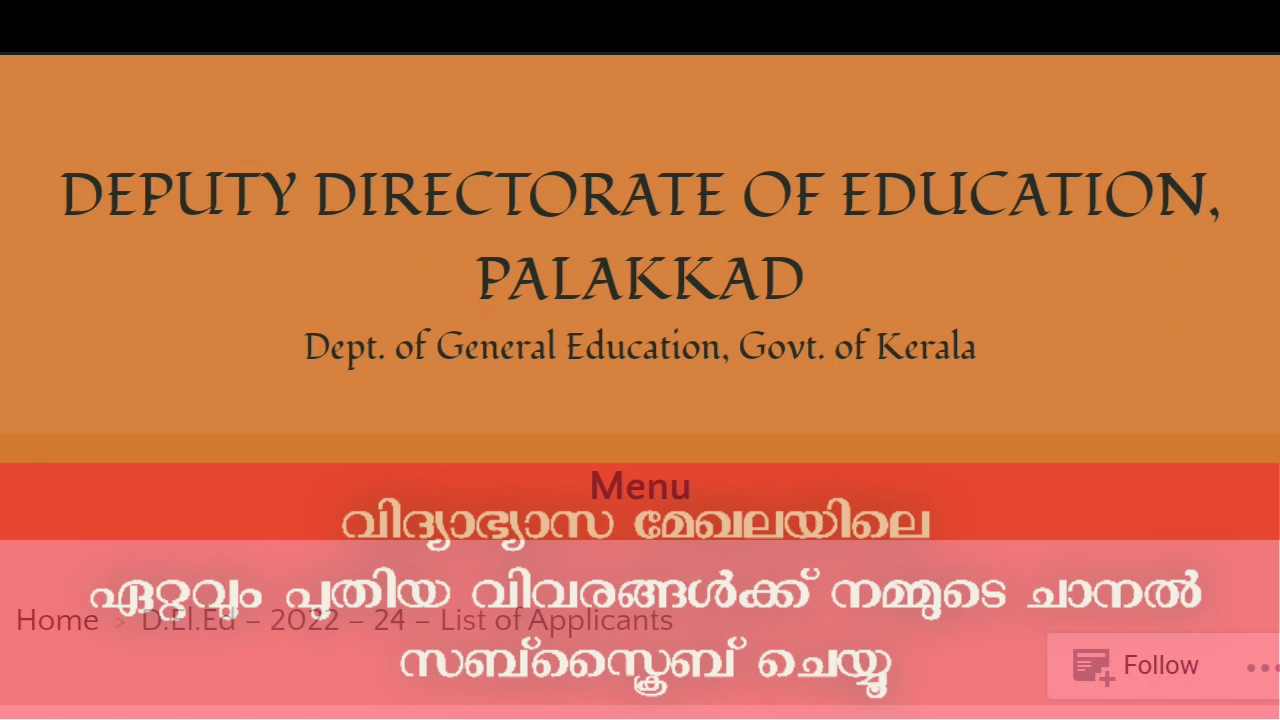 DEPUTY DIRECTORATE OF EDUCATION,
PALAKKAD
Dept. of General Education, Govt. of Kerala
Menu
വിദ്യാഭ്യാസ മേഖലയിലെ
ഏറ്റവും പുതിയ വിവരങ്ങൾക്ക് നമ്മുടെ ചാനൽ
Home > D.El.Ed – 2022 – 24 – List of Applicants
സബ്സ്ക്രൈബ് ചെയ്യൂ
Follow